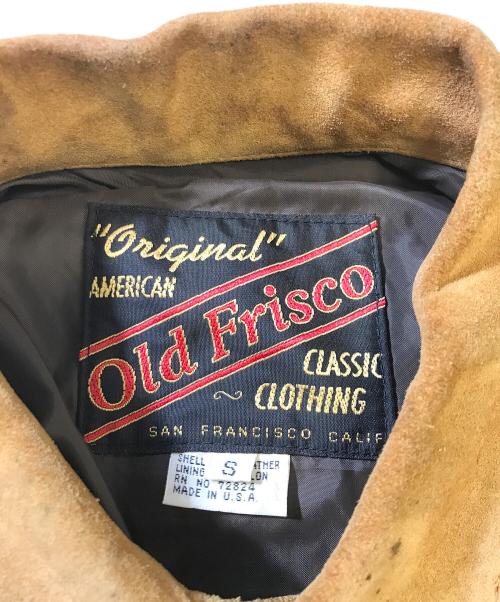 "Original"
AMERICAN
Old Frisco
CLASSIC
~ CLOTHING
SAN FRANCISCO CALIF
SHELL
LINING
S
RN NO 72824
MADE IN U.S.A.